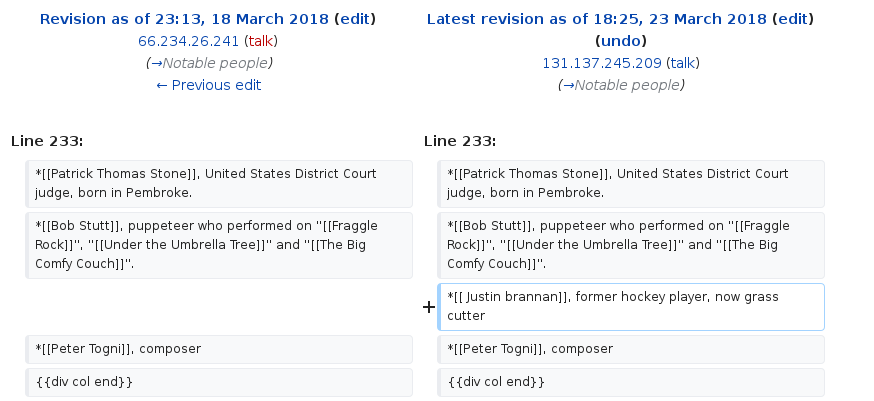 Revision as of 23:13, 18 March 2018 (edit)
66.234.26.241 (talk)
(→Notable people)
← Previous edit
Latest revision as of 18:25, 23 March 2018 (edit)
(undo)
131.137.245.209 (talk)
(→Notable people)
Line 233:
Line 233:
*[[Patrick Thomas Stone]], United States District Court
judge, born in Pembroke.
*[[Patrick Thomas Stone]], United States District Court
judge, born in Pembroke.
*[[Bob Stutt]], puppeteer who performed on ''[[Fraggle
Rock]]'', ''[[Under the Umbrella Tree]]'' and ''[[The Big
Comfy Couch]]''.
*[[Bob Stutt]], puppeteer who performed on ''[[Fraggle
Rock]]'', ''[[Under the Umbrella Tree]]'' and ''[[The Big
Comfy Couch]]''.
+
*[[ Justin brannan]], former hockey player, now grass
cutter
*[[Peter Togni]], composer
*[[Peter Togni]], composer
{{div col end}}
{{div col end}}